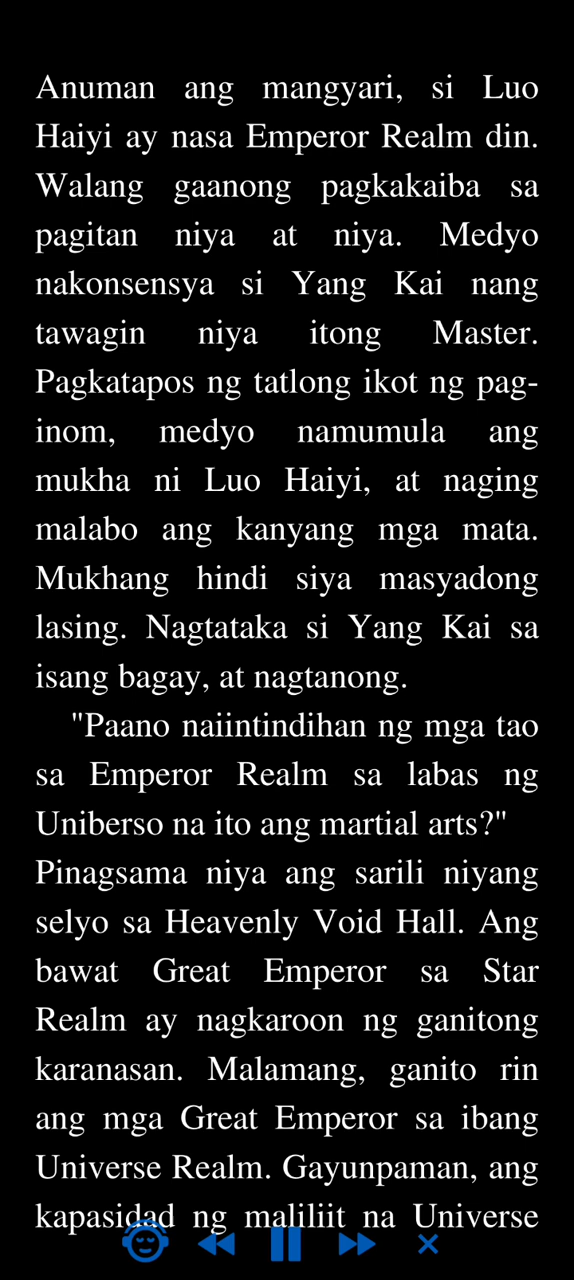 Anuman ang mangyari, si Luo
Haiyi ay nasa Emperor Realm din.
Walang gaanong pagkakaiba sa
pagitan niya at niya. Medyo
nakonsensya si Yang Kai nang
tawagin niya itong Master.
Pagkatapos ng tatlong ikot ng pag-
inom, medyo namumula ang
mukha ni Luo Haiyi, at naging
malabo ang kanyang mga mata.
Mukhang hindi siya masyadong
lasing. Nagtataka si Yang Kai sa
isang bagay, at nagtanong.
"Paano naiintindihan ng mga tao
sa Emperor Realm sa labas ng
Uniberso na ito ang martial arts?"
Pinagsama niya ang sarili niyang
selyo sa Heavenly Void Hall. Ang
bawat Great Emperor sa Star
Realm ay nagkaroon ng ganitong
karanasan. Malamang, ganito rin
ang mga Great Emperor sa ibang
Universe Realm. Gayunpaman, ang
kapasidad ng maliliit na Universe